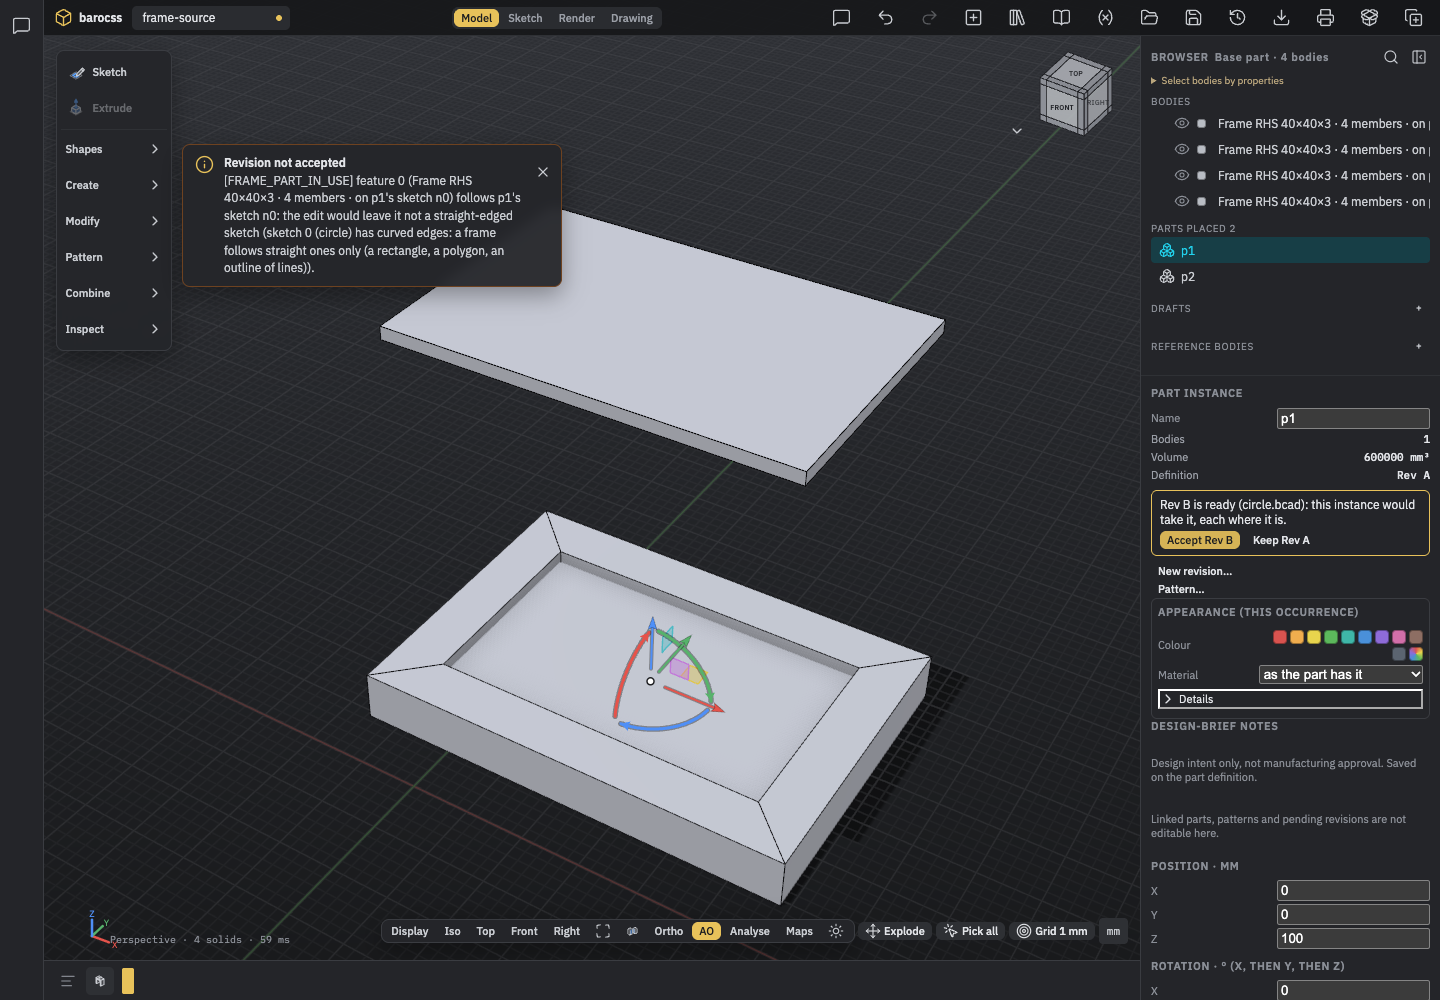 barocss
frame-source
Model Sketch Render Drawing
Sketch
Extrude
Shapes
Create
Modify
Pattern
Combine
Inspect
Revision not accepted
[FRAME_PART_IN_USE] feature 0 (Frame RHS
40×40×3 · 4 members · on p1's sketch n0) follows p1's
sketch n0: the edit would leave it not a straight-edged
sketch (sketch 0 (circle) has curved edges: a frame
follows straight ones only (a rectangle, a polygon, an
outline of lines)).
TOP
FRONT
RIGHT
BROWSER Base part · 4 bodies
Select bodies by properties
BODIES
Frame RHS 40×40×3 · 4 members · on
Frame RHS 40×40×3 · 4 members · on
Frame RHS 40×40×3 · 4 members · on
Frame RHS 40×40×3 · 4 members · on
PARTS PLACED 2
p1
p2
DRAFTS +
REFERENCE BODIES +
PART INSTANCE
Name p1
Bodies 1
Volume 600000 mm³
Definition Rev A
Rev B is ready (circle.bcad): this instance would
take it, each where it is.
Accept Rev B Keep Rev A
New revision...
Pattern...
APPEARANCE (THIS OCCURRENCE)
Colour
Material as the part has it
Details
DESIGN-BRIEF NOTES
Design intent only, not manufacturing approval. Saved
on the part definition.
Linked parts, patterns and pending revisions are not
editable here.
POSITION · MM
X 0
Y 0
Z 100
ROTATION · ° (X, THEN Y, THEN Z)
X 0
Z
Y
X
Perspective · 4 solids · 59 ms
Display Iso Top Front Right Ortho AO Analyse Maps Explode Pick all Grid 1 mm mm